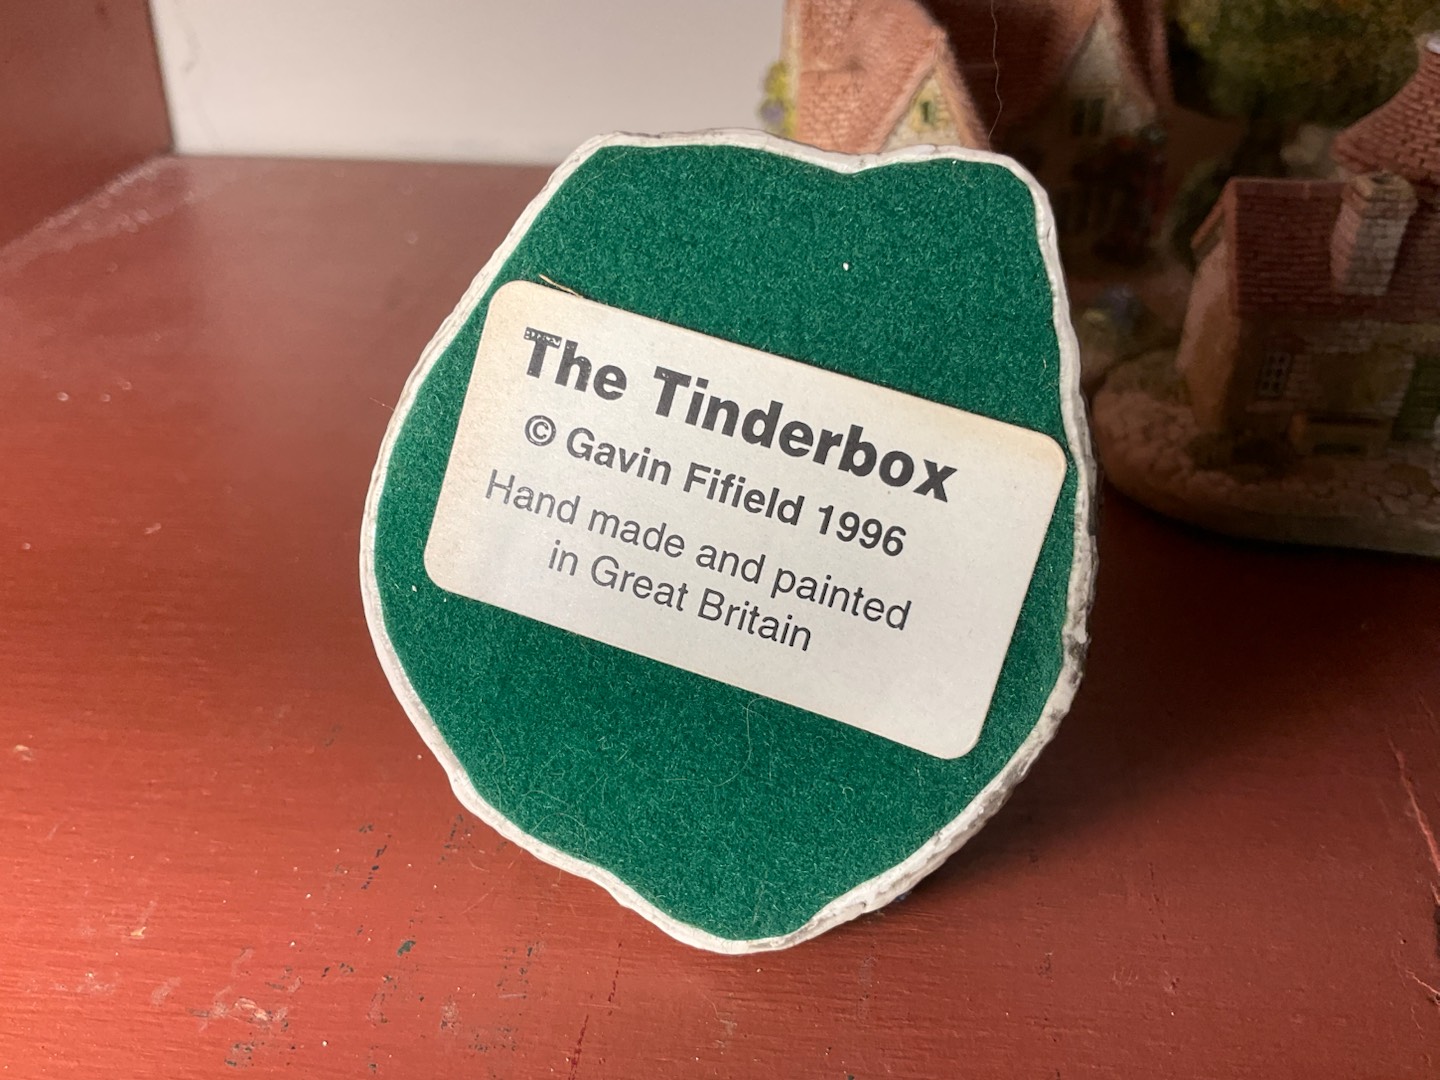 The Tinderbox
© Gavin Fifield 1996
Hand made and painted
in Great Britain